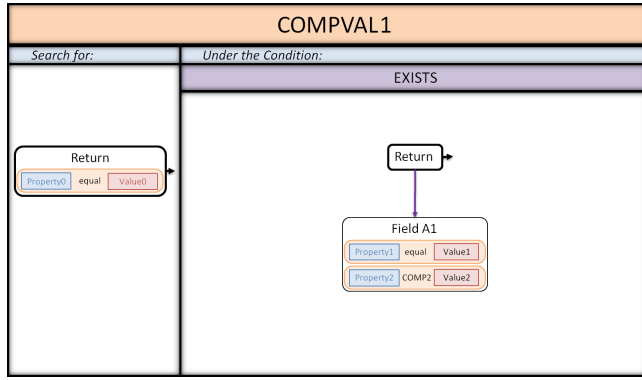 COMPVAL1
Search for:
Under the Condition:
EXISTS
Return
Property0 equal Value0
Return
Field A1
Property1 equal Value1
Property2 COMP2 Value2